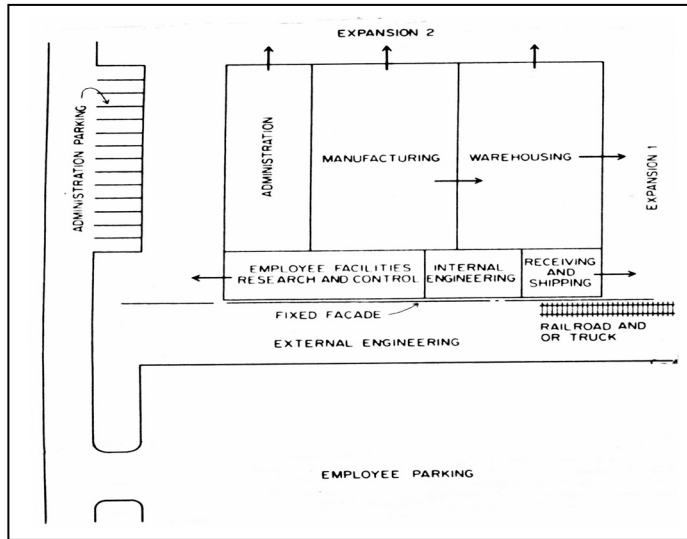 EXPANSION 2
ADMINISTRATION PARKING
ADMINISTRATION
MANUFACTURING
WAREHOUSING
EXPANSION 1
EMPLOYEE FACILITIES
RESEARCH AND CONTROL
INTERNAL
ENGINEERING
RECEIVING
AND
SHIPPING
FIXED FACADE
RAILROAD AND
OR TRUCK
EXTERNAL ENGINEERING
EMPLOYEE PARKING